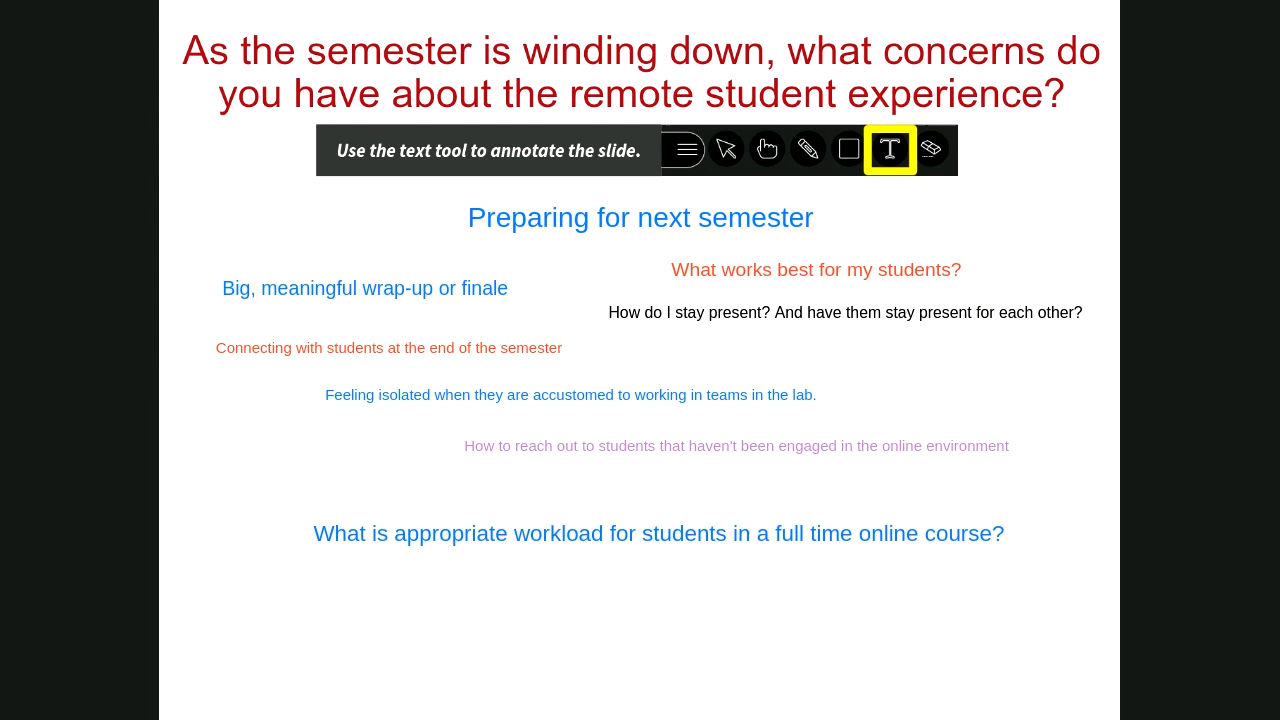 As the semester is winding down, what concerns do
you have about the remote student experience?
Use the text tool to annotate the slide.
T
Preparing for next semester
What works best for my students?
Big, meaningful wrap-up or finale
How do I stay present? And have them stay present for each other?
Connecting with students at the end of the semester
Feeling isolated when they are accustomed to working in teams in the lab.
How to reach out to students that haven't been engaged in the online environment
What is appropriate workload for students in a full time online course?